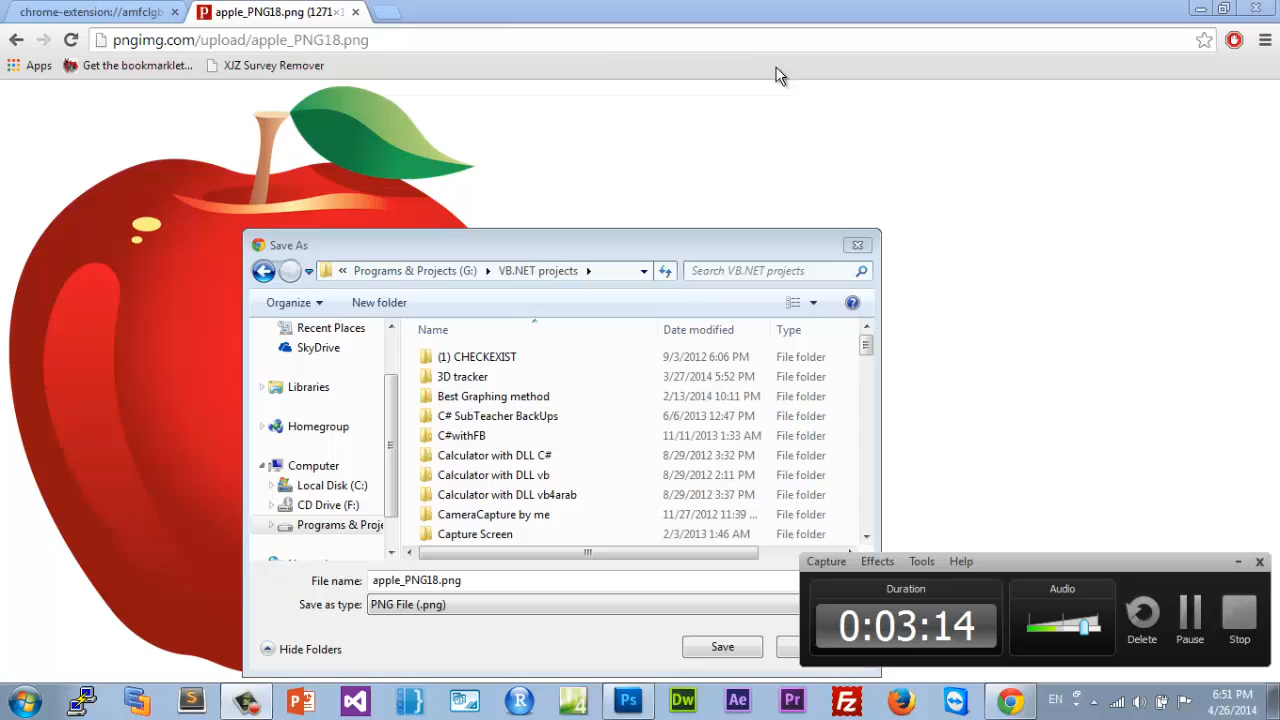 chrome-extension://amfclgb
apple_PNG18.png (1271×
pngimg.com/upload/apple_PNG18.png
Apps
Get the bookmarklet...
XJZ Survey Remover
Save As
« Programs & Projects (G:) VB.NET projects
Search VB.NET projects
Organize
New folder
Name Date modified Type
Recent Places
SkyDrive
Libraries
Homegroup
Computer
Local Disk (C:)
CD Drive (F:)
Programs & Proje
(1) CHECKEXIST 9/3/2012 6:06 PM File folder
3D tracker 3/27/2014 5:52 PM File folder
Best Graphing method 2/13/2014 10:11 PM File folder
C# SubTeacher BackUps 6/6/2013 12:47 PM File folder
C#withFB 11/11/2013 1:33 AM File folder
Calculator with DLL C# 8/29/2012 3:32 PM File folder
Calculator with DLL vb 8/29/2012 2:11 PM File folder
Calculator with DLL vb4arab 8/29/2012 3:37 PM File folder
CameraCapture by me 11/27/2012 11:39 ... File folder
Capture Screen 2/3/2013 1:46 AM File folder
File name: apple_PNG18.png
Save as type: PNG File (.png)
Hide Folders
Save
Capture Effects Tools Help
Duration
0:03:14
Audio
Delete
Pause
Stop
Ps
Dw
Ae
Pr
Fz
R
4
EN
6:51 PM
4/26/2014